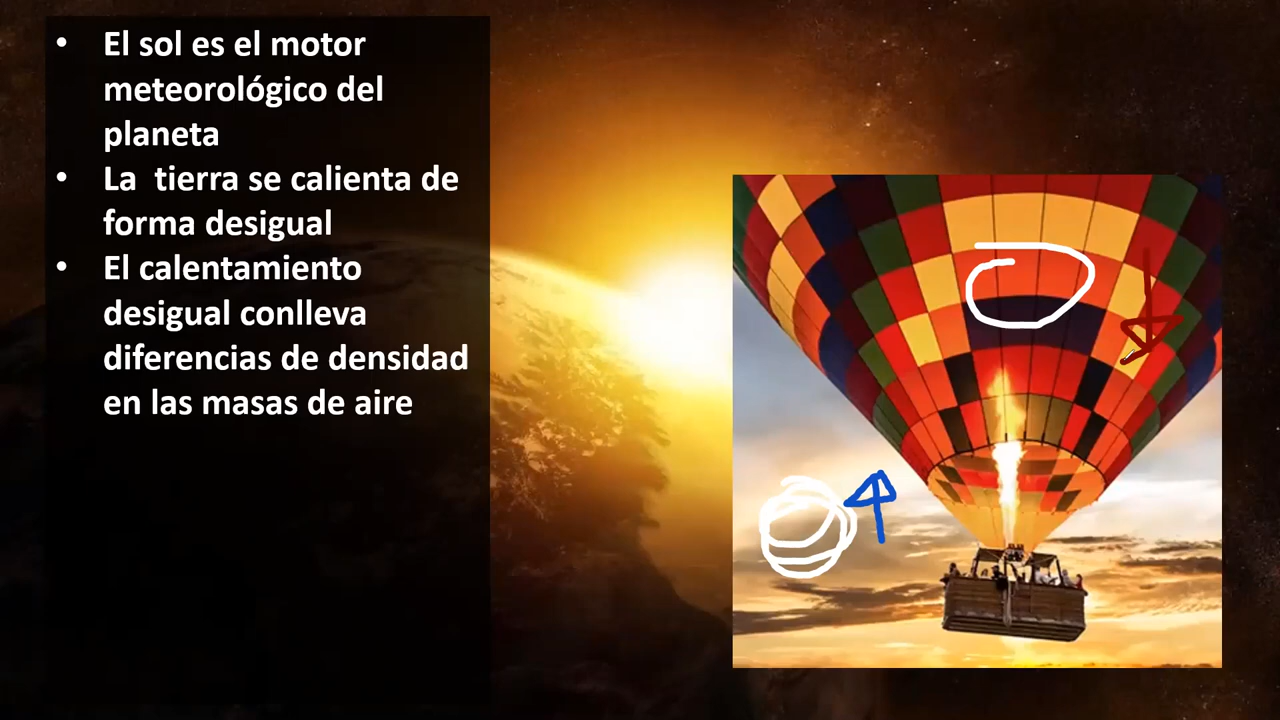 • El sol es el motor
meteorológico del
planeta
• La  tierra se calienta de
forma desigual
• El calentamiento
desigual conlleva
diferencias de densidad
en las masas de aire